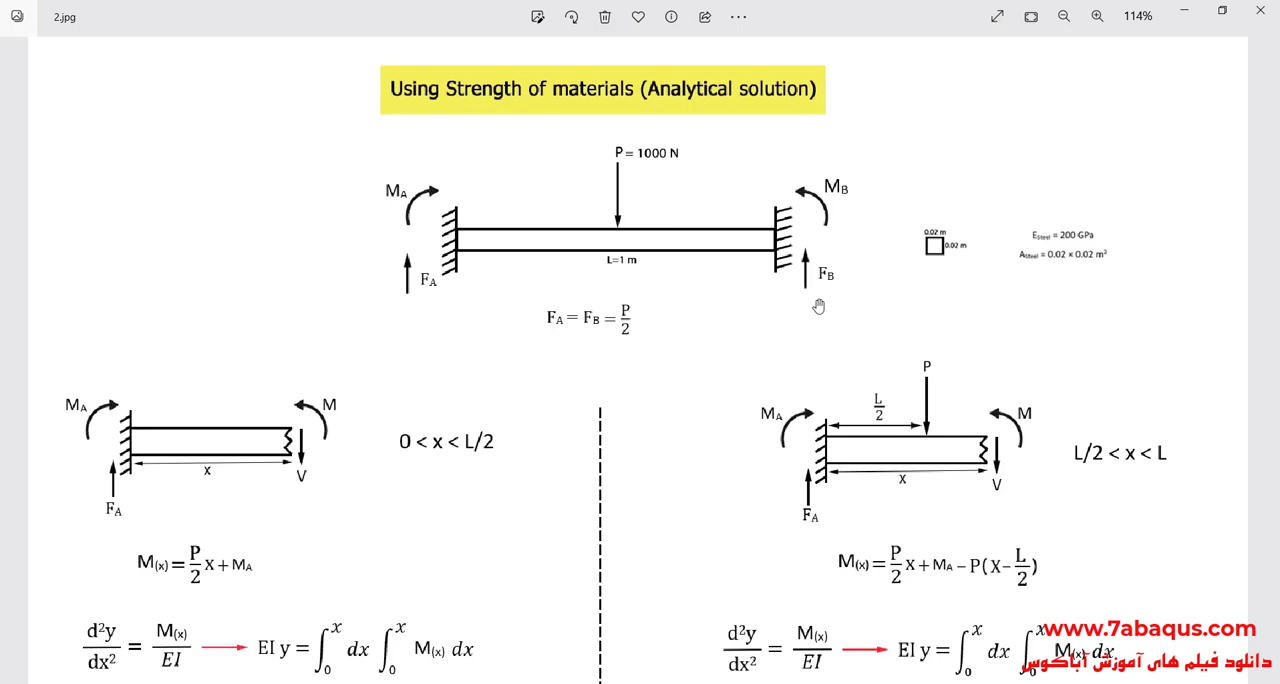 2.jpg
114%
Using Strength of materials (Analytical solution)
P = 1000 N
MA
MB
0.02 m
0.02 m
ESteel = 200 GPa
ASteel = 0.02 × 0.02 m²
L=1 m
FA
FB
FA = FB = P/2
MA
M
0 < x < L/2
x
V
FA
M(x) = P/2 x + MA
d²y/dx² = M(x)/EI
EI y = ∫₀ˣ dx ∫₀ˣ M(x) dx
P
L/2
MA
M
L/2 < x < L
x
V
FA
M(x) = P/2 x + MA – P(X – L/2)
d²y/dx² = M(x)/EI
EI y = ∫₀ˣ dx ∫₀ˣ M(x) dx
www.7abaqus.com
دانلود فیلم های آموزش آباکوس